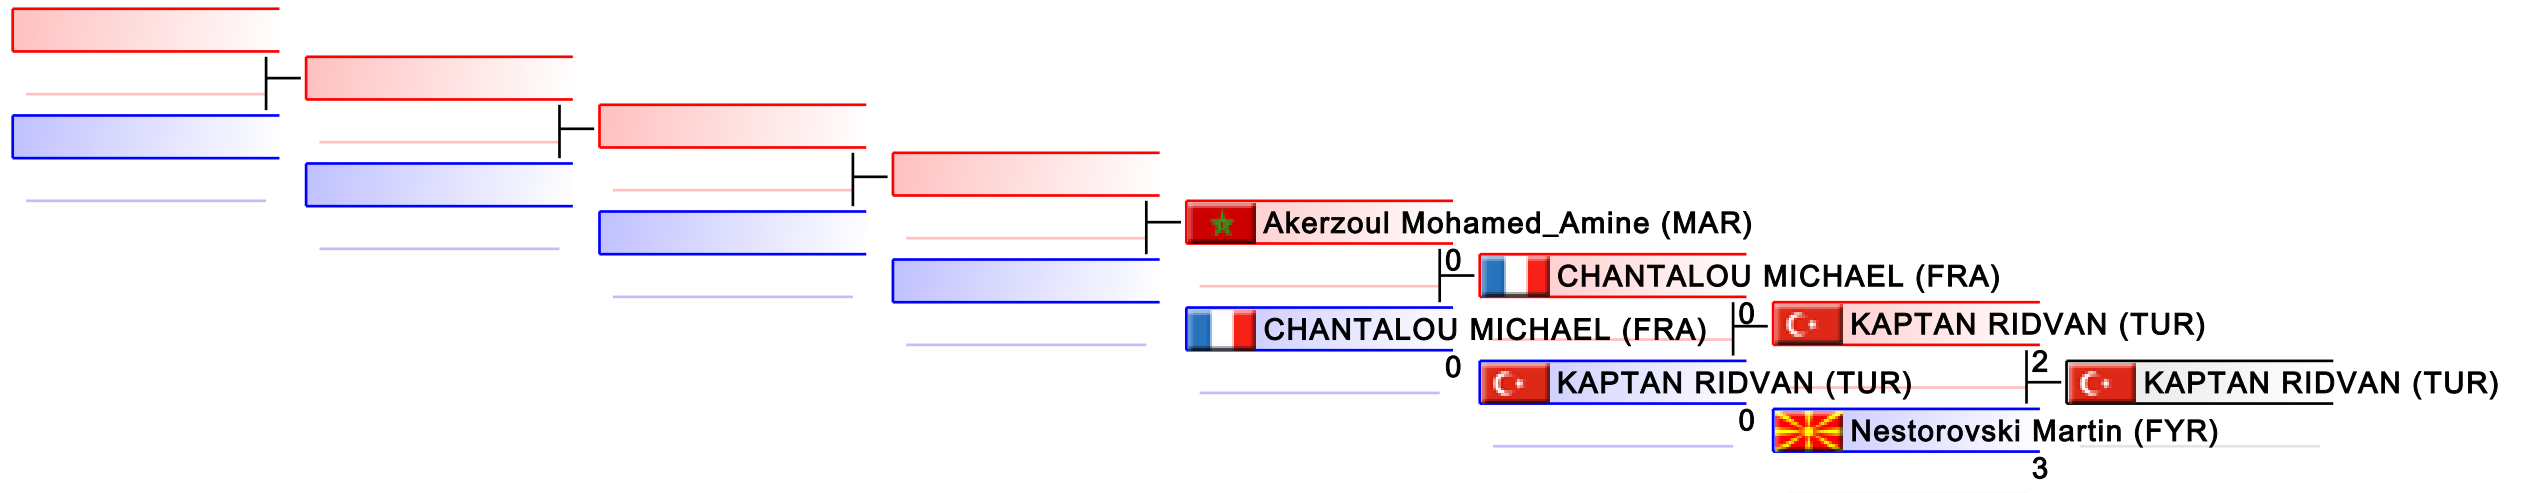 Akerzoul Mohamed_Amine (MAR)
0
CHANTALOU MICHAEL (FRA)
CHANTALOU MICHAEL (FRA)
0
0
KAPTAN RIDVAN (TUR)
KAPTAN RIDVAN (TUR)
0
2
KAPTAN RIDVAN (TUR)
Nestorovski Martin (FYR)
3